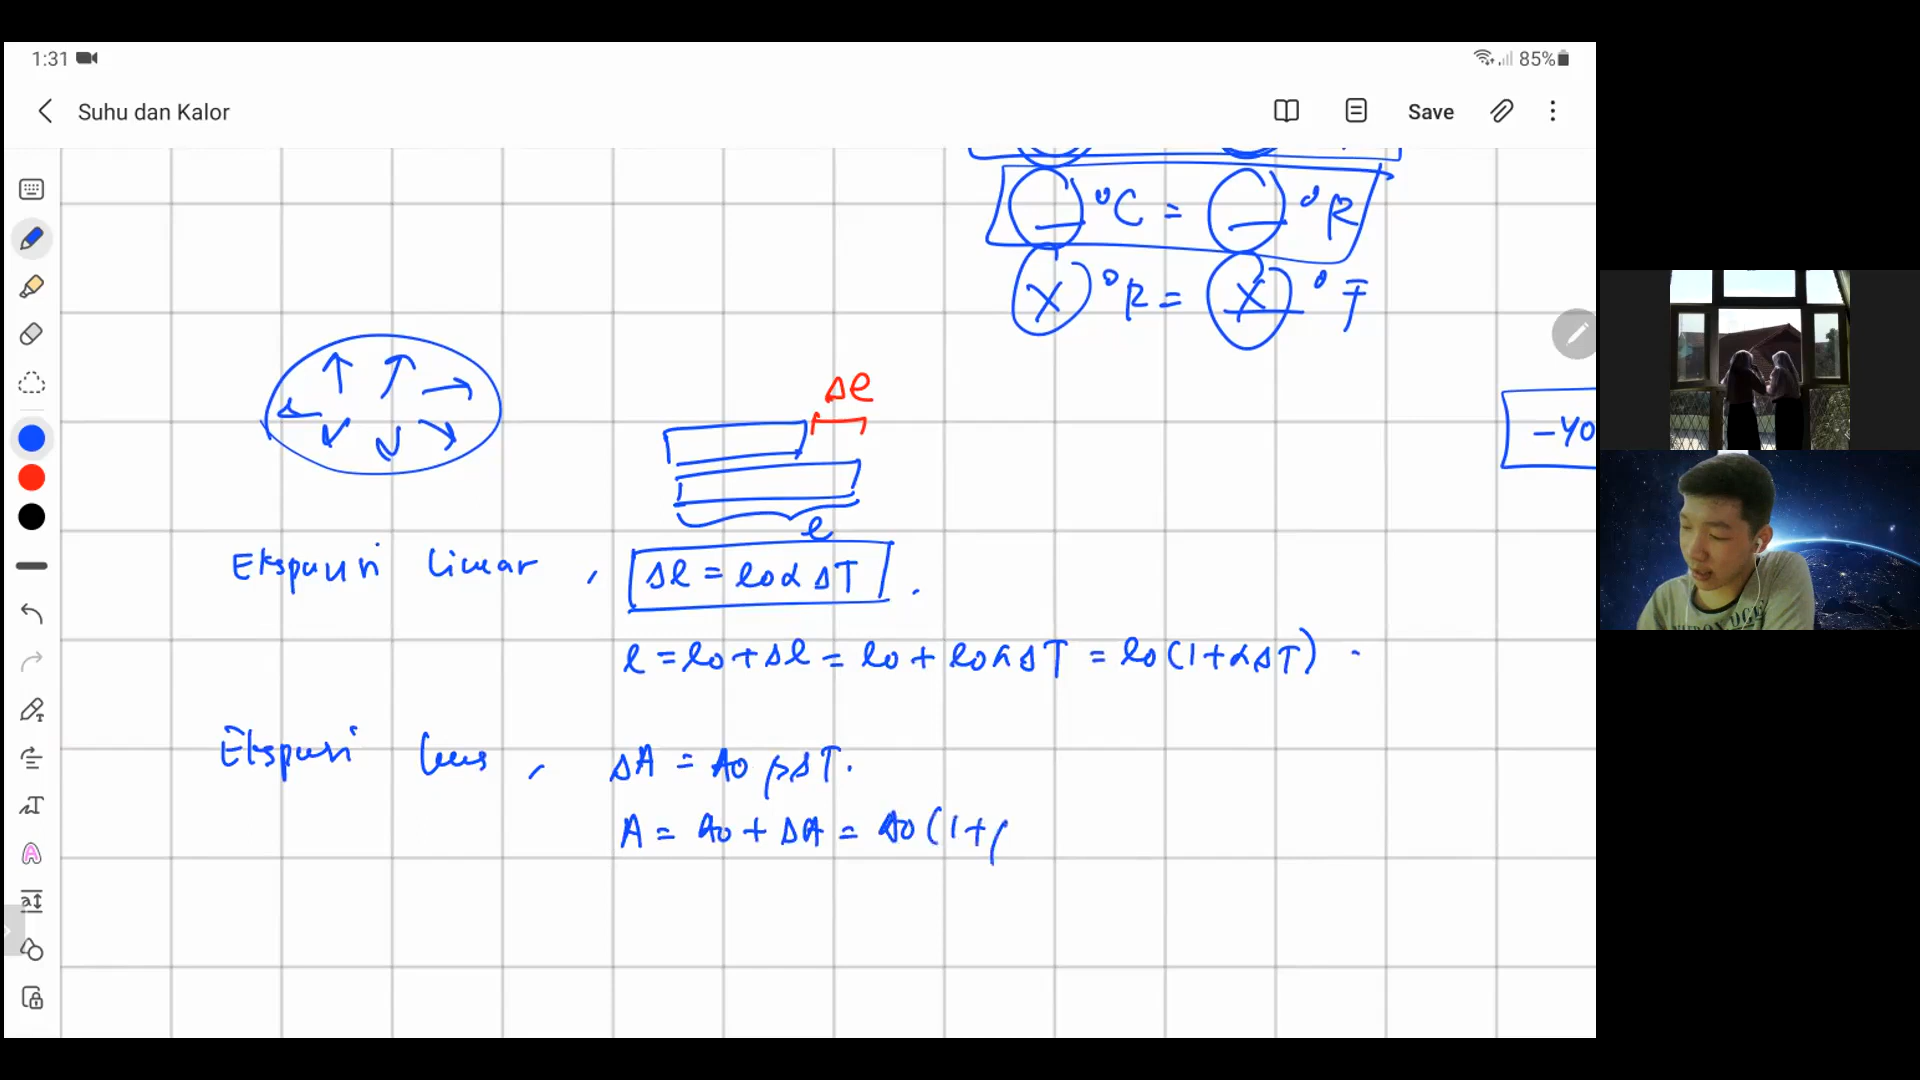 1:31
85%
Suhu dan Kalor
Save
°C = °R
X °R = X °F
Δl
-40
l
Ekspansi linear , Δl = l0 α ΔT .
l = l0 + Δl = l0 + l0 α ΔT = l0 (1 + α ΔT) .
Ekspansi luas , ΔA = A0 β ΔT.
A = A0 + ΔA = A0 (1 +